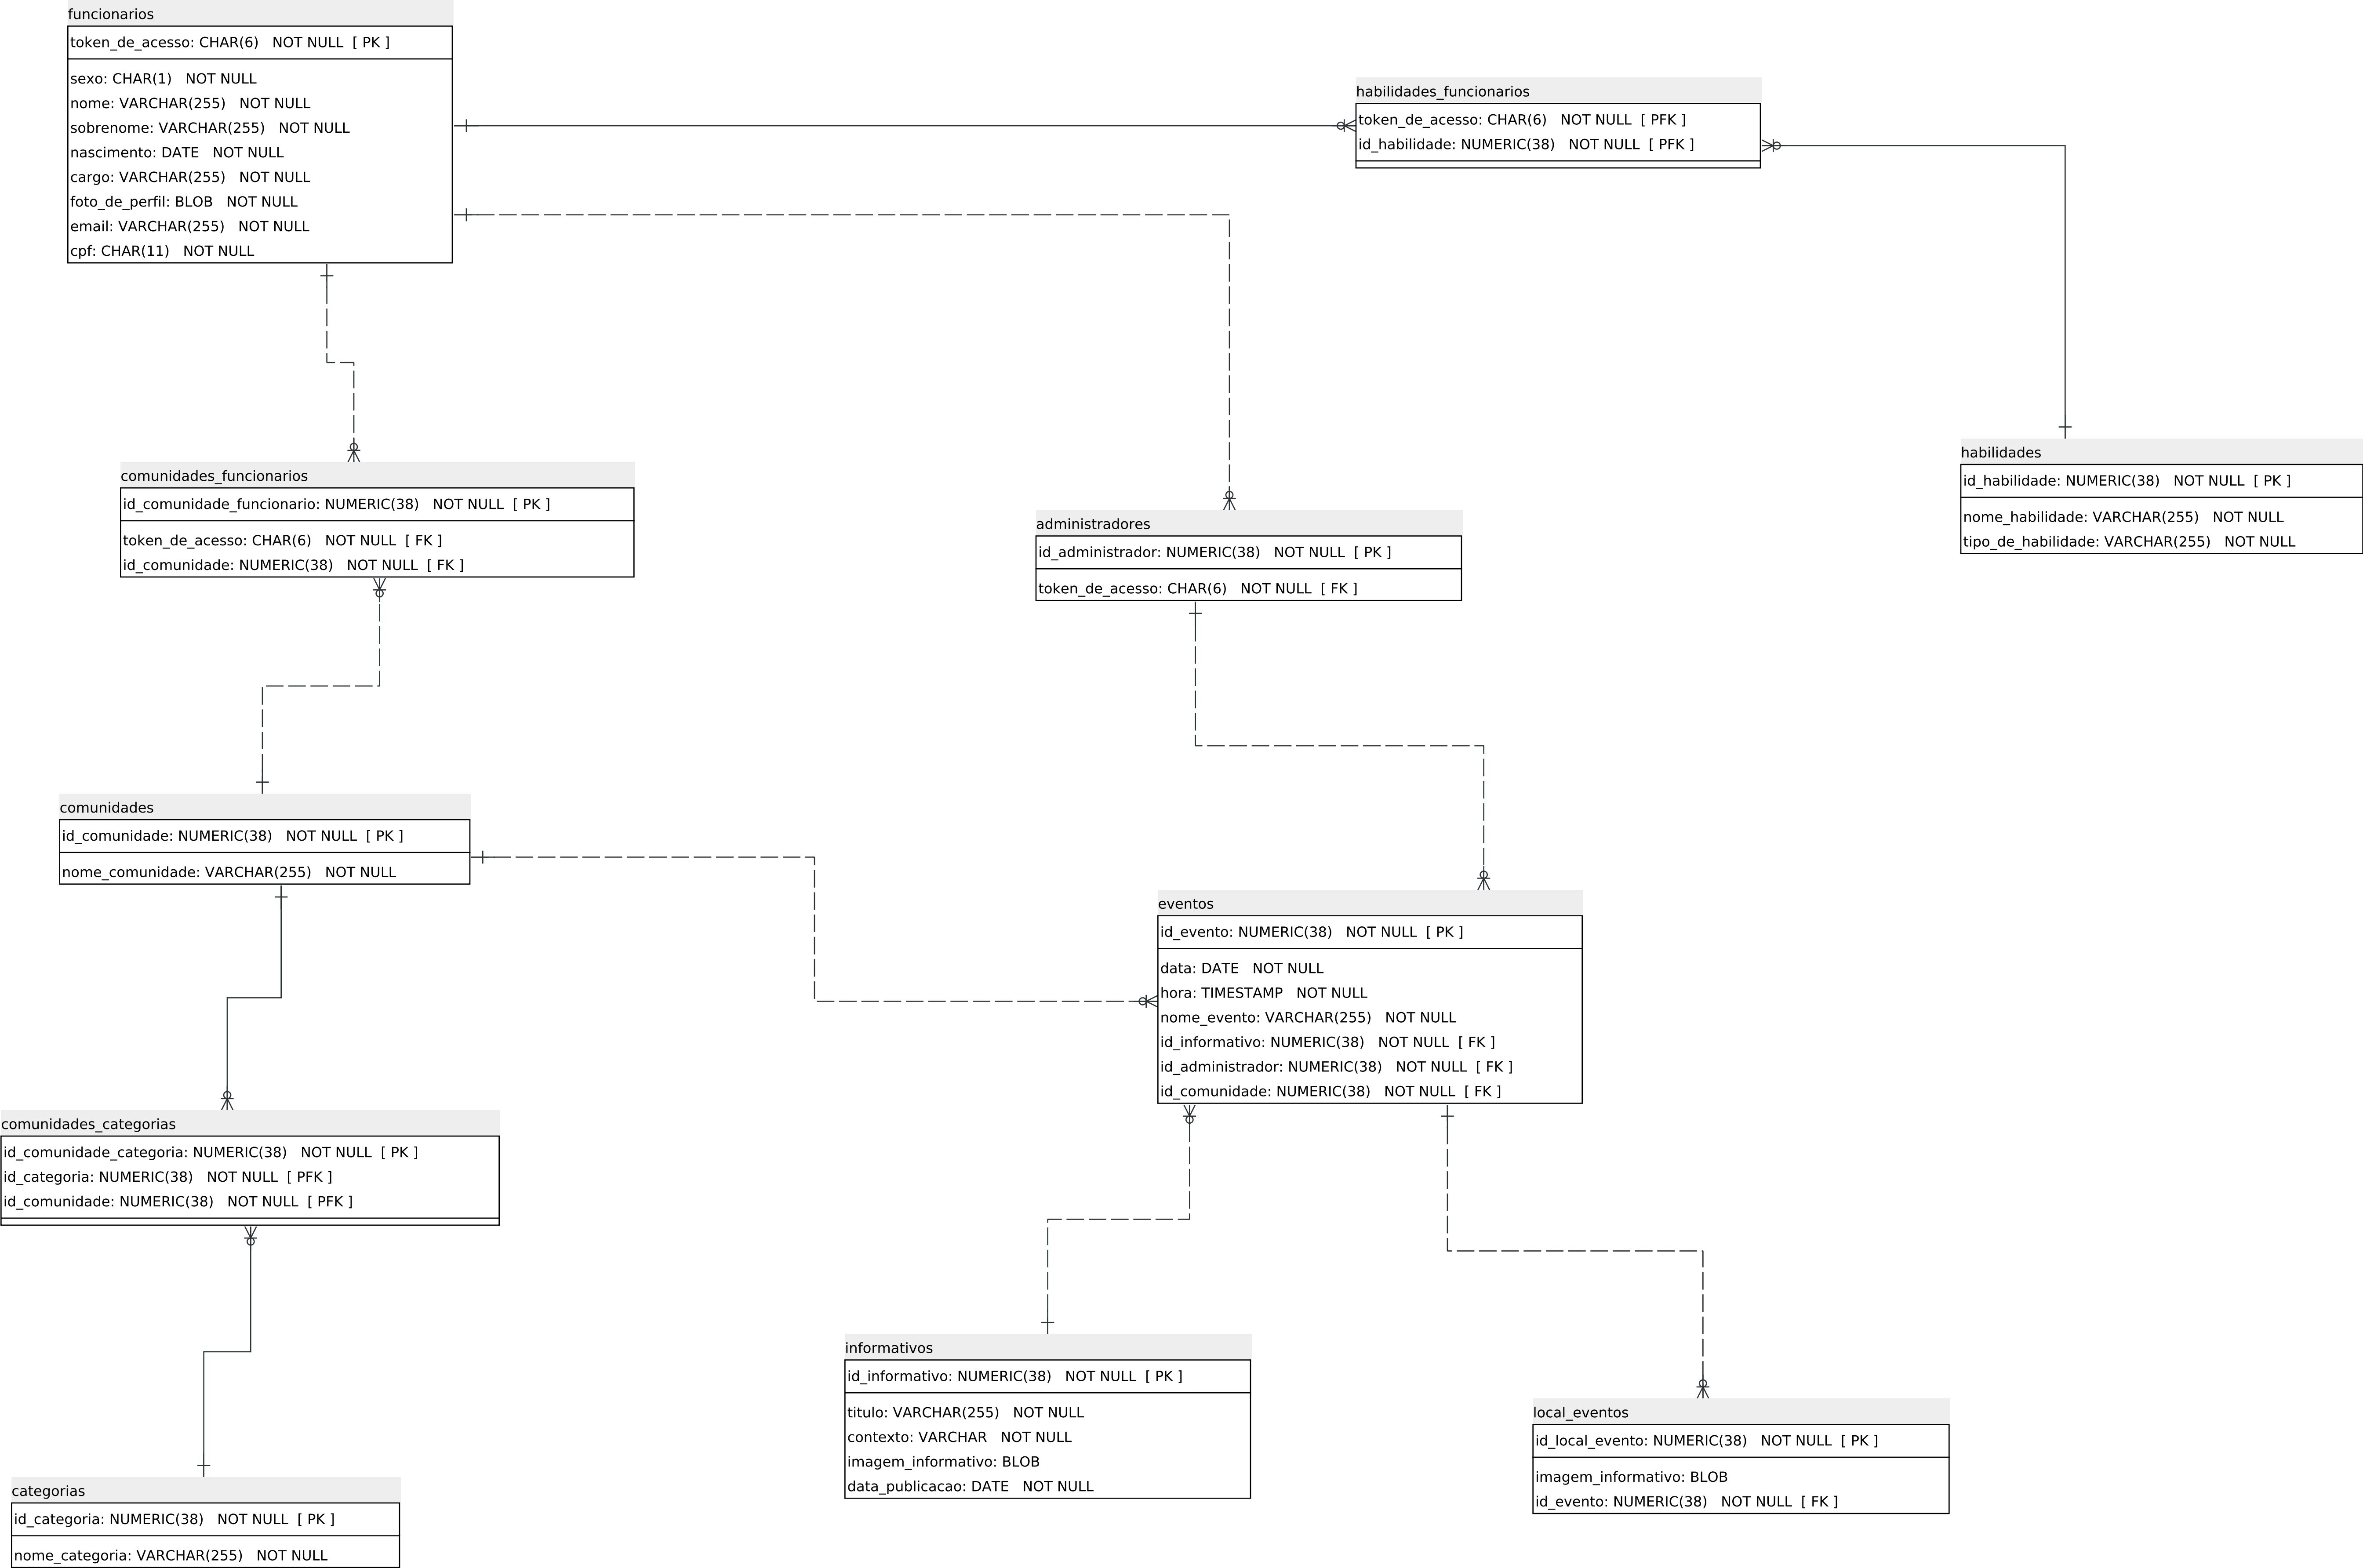 funcionarios
token_de_acesso: CHAR(6) NOT NULL [ PK ]
sexo: CHAR(1) NOT NULL
nome: VARCHAR(255) NOT NULL
sobrenome: VARCHAR(255) NOT NULL
nascimento: DATE NOT NULL
cargo: VARCHAR(255) NOT NULL
foto_de_perfil: BLOB NOT NULL
email: VARCHAR(255) NOT NULL
cpf: CHAR(11) NOT NULL
habilidades_funcionarios
token_de_acesso: CHAR(6) NOT NULL [ PFK ]
id_habilidade: NUMERIC(38) NOT NULL [ PFK ]
habilidades
id_habilidade: NUMERIC(38) NOT NULL [ PK ]
nome_habilidade: VARCHAR(255) NOT NULL
tipo_de_habilidade: VARCHAR(255) NOT NULL
comunidades_funcionarios
id_comunidade_funcionario: NUMERIC(38) NOT NULL [ PK ]
token_de_acesso: CHAR(6) NOT NULL [ FK ]
id_comunidade: NUMERIC(38) NOT NULL [ FK ]
administradores
id_administrador: NUMERIC(38) NOT NULL [ PK ]
token_de_acesso: CHAR(6) NOT NULL [ FK ]
comunidades
id_comunidade: NUMERIC(38) NOT NULL [ PK ]
nome_comunidade: VARCHAR(255) NOT NULL
eventos
id_evento: NUMERIC(38) NOT NULL [ PK ]
data: DATE NOT NULL
hora: TIMESTAMP NOT NULL
nome_evento: VARCHAR(255) NOT NULL
id_informativo: NUMERIC(38) NOT NULL [ FK ]
id_administrador: NUMERIC(38) NOT NULL [ FK ]
id_comunidade: NUMERIC(38) NOT NULL [ FK ]
comunidades_categorias
id_comunidade_categoria: NUMERIC(38) NOT NULL [ PK ]
id_categoria: NUMERIC(38) NOT NULL [ PFK ]
id_comunidade: NUMERIC(38) NOT NULL [ PFK ]
informativos
id_informativo: NUMERIC(38) NOT NULL [ PK ]
titulo: VARCHAR(255) NOT NULL
contexto: VARCHAR NOT NULL
imagem_informativo: BLOB
data_publicacao: DATE NOT NULL
local_eventos
id_local_evento: NUMERIC(38) NOT NULL [ PK ]
imagem_informativo: BLOB
id_evento: NUMERIC(38) NOT NULL [ FK ]
categorias
id_categoria: NUMERIC(38) NOT NULL [ PK ]
nome_categoria: VARCHAR(255) NOT NULL